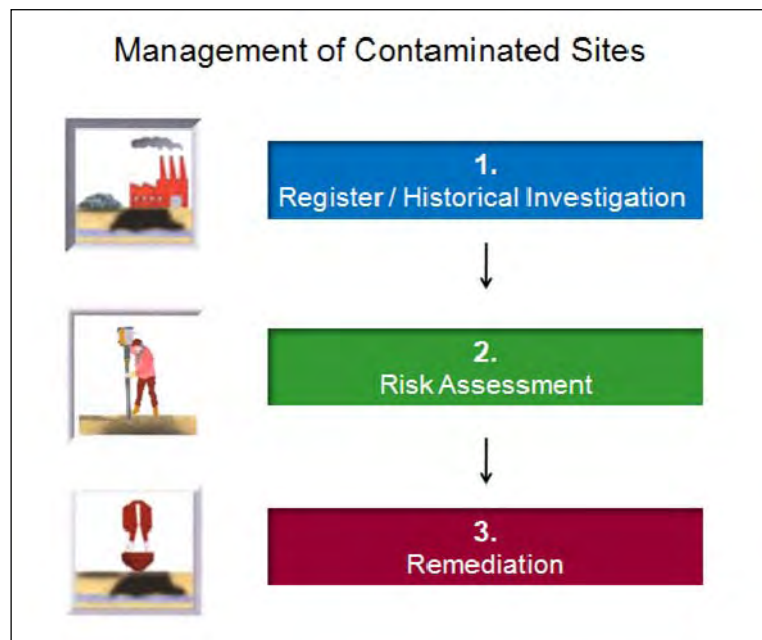 Management of Contaminated Sites
1.
Register / Historical Investigation
2.
Risk Assessment
3.
Remediation